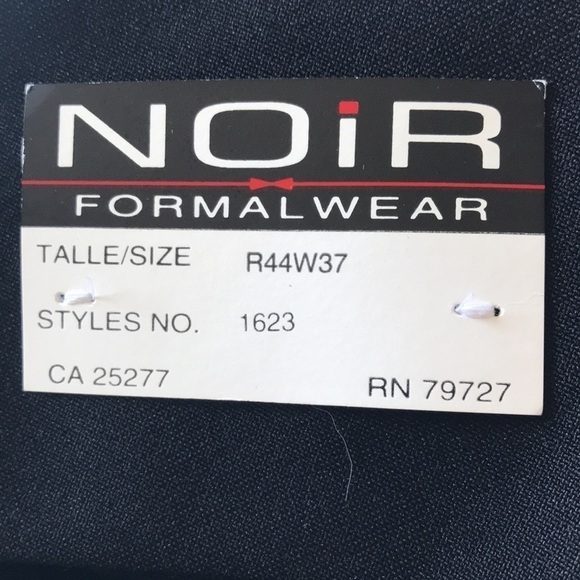 NOiR
FORMALWEAR
TALLE/SIZE R44W37
STYLES NO. 1623
CA 25277 RN 79727